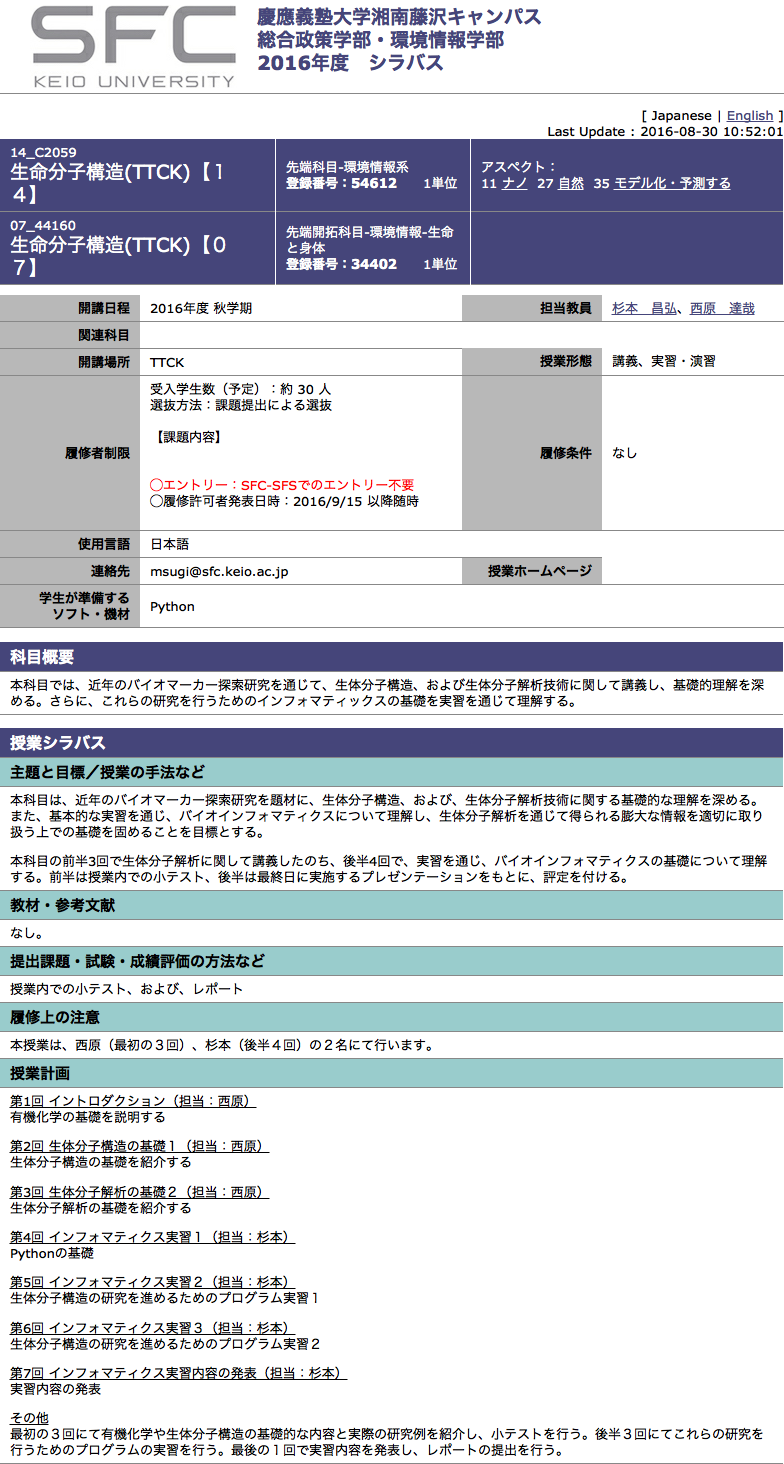 SFC
KEIO UNIVERSITY
慶應義塾大学湘南藤沢キャンパス
総合政策学部・環境情報学部
2016年度　シラバス
[ Japanese | English ]
Last Update : 2016-08-30 10:52:01
14_C2059
生命分子構造(TTCK)【１
４】
先端科目-環境情報系
登録番号：54612　1単位
アスペクト：
11 ナノ 27 自然 35 モデル化・予測する
07_44160
生命分子構造(TTCK)【０
７】
先端開拓科目-環境情報-生命
と身体
登録番号：34402　1単位
開講日程 2016年度 秋学期 担当教員 杉本　昌弘、西原　達哉
関連科目
開講場所 TTCK 授業形態 講義、実習・演習
履修者制限
受入学生数（予定）：約 30 人
選抜方法：課題提出による選抜
【課題内容】
◯エントリー：SFC-SFSでのエントリー不要
◯履修許可者発表日時：2016/9/15 以降随時
履修条件 なし
使用言語 日本語
連絡先 msugi@sfc.keio.ac.jp 授業ホームページ
学生が準備する
ソフト・機材
Python
科目概要
本科目では、近年のバイオマーカー探索研究を通じて、生体分子構造、および生体分子解析技術に関して講義し、基礎的理解を深
める。さらに、これらの研究を行うためのインフォマティックスの基礎を実習を通じて理解する。
授業シラバス
主題と目標／授業の手法など
本科目は、近年のバイオマーカー探索研究を題材に、生体分子構造、および、生体分子解析技術に関する基礎的な理解を深める。
また、基本的な実習を通じ、バイオインフォマティクスについて理解し、生体分子解析を通じて得られる膨大な情報を適切に取り
扱う上での基礎を固めることを目標とする。
本科目の前半3回で生体分子解析に関して講義したのち、後半4回で、実習を通じ、バイオインフォマティクスの基礎について理解
する。前半は授業内での小テスト、後半は最終日に実施するプレゼンテーションをもとに、評定を付ける。
教材・参考文献
なし。
提出課題・試験・成績評価の方法など
授業内での小テスト、および、レポート
履修上の注意
本授業は、西原（最初の３回）、杉本（後半４回）の２名にて行います。
授業計画
第1回 イントロダクション（担当：西原）
有機化学の基礎を説明する
第2回 生体分子構造の基礎１（担当：西原）
生体分子構造の基礎を紹介する
第3回 生体分子解析の基礎２（担当：西原）
生体分子解析の基礎を紹介する
第4回 インフォマティクス実習１（担当：杉本）
Pythonの基礎
第5回 インフォマティクス実習２（担当：杉本）
生体分子構造の研究を進めるためのプログラム実習１
第6回 インフォマティクス実習３（担当：杉本）
生体分子構造の研究を進めるためのプログラム実習２
第7回 インフォマティクス実習内容の発表（担当：杉本）
実習内容の発表
その他
最初の３回にて有機化学や生体分子構造の基礎的な内容と実際の研究例を紹介し、小テストを行う。後半３回にてこれらの研究を
行うためのプログラムの実習を行う。最後の１回で実習内容を発表し、レポートの提出を行う。